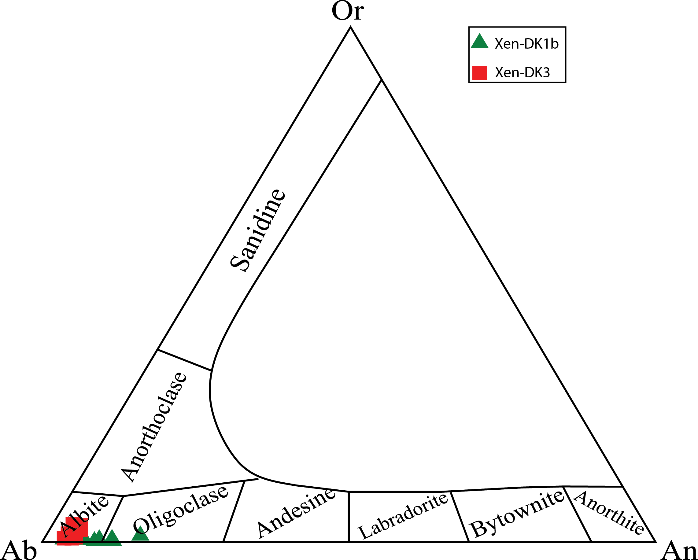 Or
Xen-DK1b
Xen-DK3
Sanidine
Anorthoclase
Albite
Oligoclase
Andesine
Labradorite
Bytownite
Anorthite
Ab
An